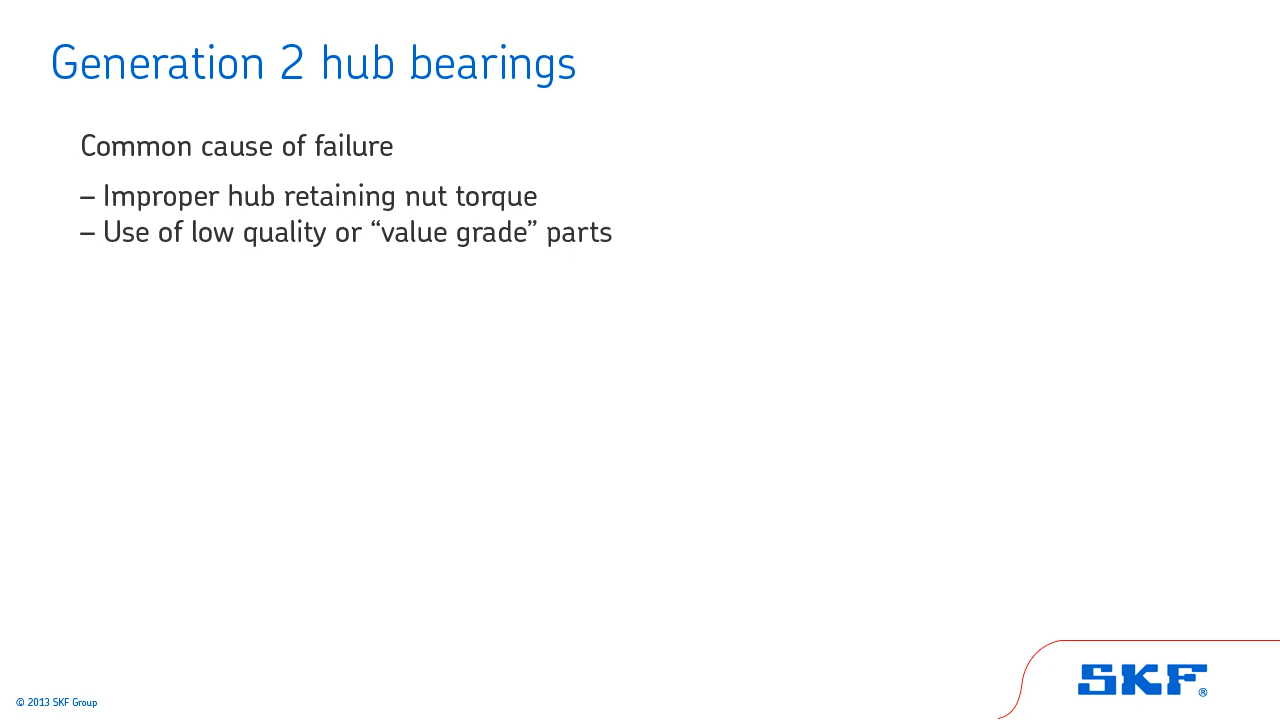 Generation 2 hub bearings
Common cause of failure
– Improper hub retaining nut torque
– Use of low quality or “value grade” parts
SKF®
© 2013 SKF Group